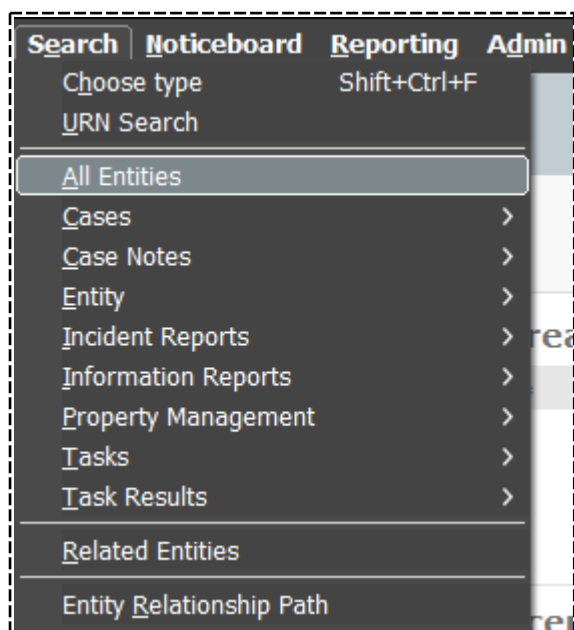 Search Noticeboard Reporting Admin
Choose type Shift+Ctrl+F
URN Search
All Entities
Cases
Case Notes
Entity
Incident Reports
Information Reports
Property Management
Tasks
Task Results
Related Entities
Entity Relationship Path